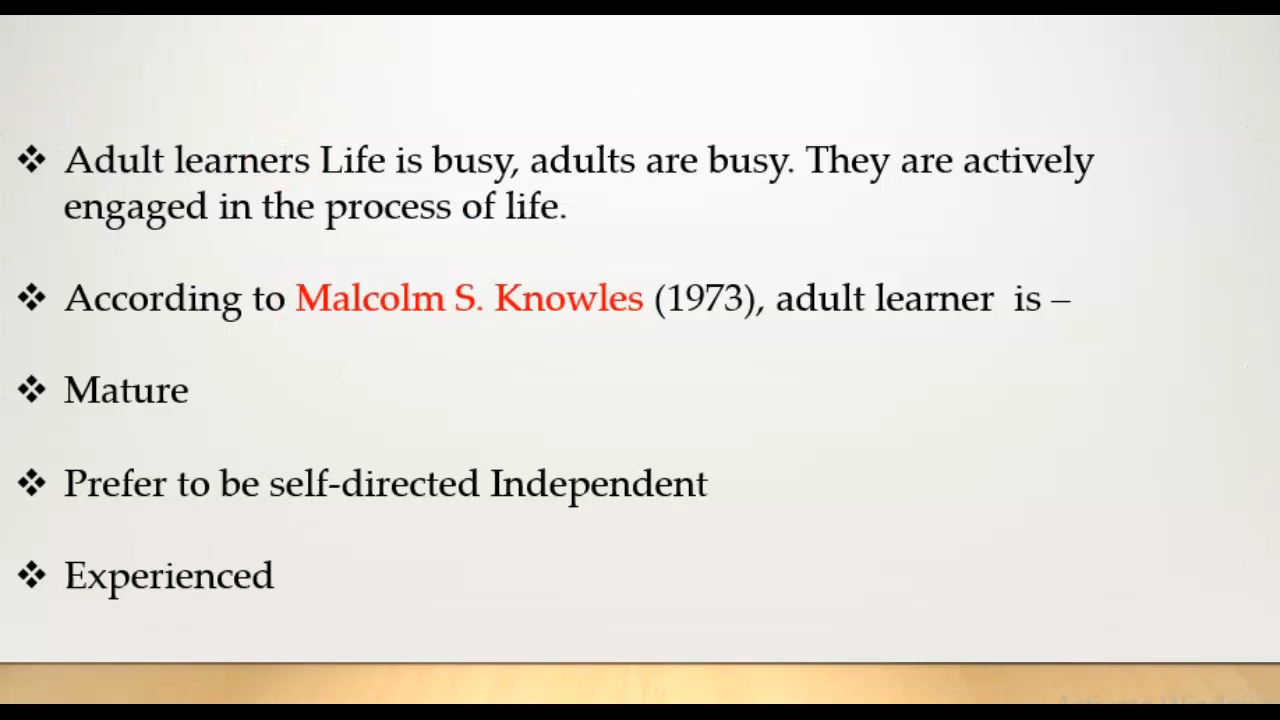 ❖ Adult learners Life is busy, adults are busy. They are actively
engaged in the process of life.
❖ According to Malcolm S. Knowles (1973), adult learner is –
❖ Mature
❖ Prefer to be self-directed Independent
❖ Experienced